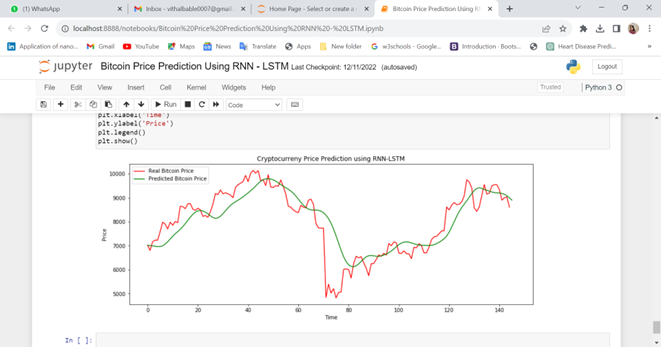 (1) WhatsApp
Inbox - vithalbable0007@gmail.
Home Page - Select or create a
Bitcoin Price Prediction Using RN
localhost:8888/notebooks/Bitcoin%20Price%20Prediction%20Using%20RNN%20-%20LSTM.ipynb
Application of nano...
Gmail
YouTube
Maps
News
Translate
Apps
New folder
w3schools - Google...
Introduction - Boots...
Heart Disease Predi...
»
jupyter
Bitcoin Price Prediction Using RNN - LSTM
Last Checkpoint: 12/11/2022 (autosaved)
Logout
File
Edit
View
Insert
Cell
Kernel
Widgets
Help
Trusted
Python 3
Run
Code
plt.xlabel('Time')
plt.ylabel('Price')
plt.legend()
plt.show()
Cryptocurreny Price Prediction using RNN-LSTM
Real Bitcoin Price
Predicted Bitcoin Price
10000
9000
8000
7000
6000
5000
Price
0 20 40 60 80 100 120 140
Time
In [ ]: